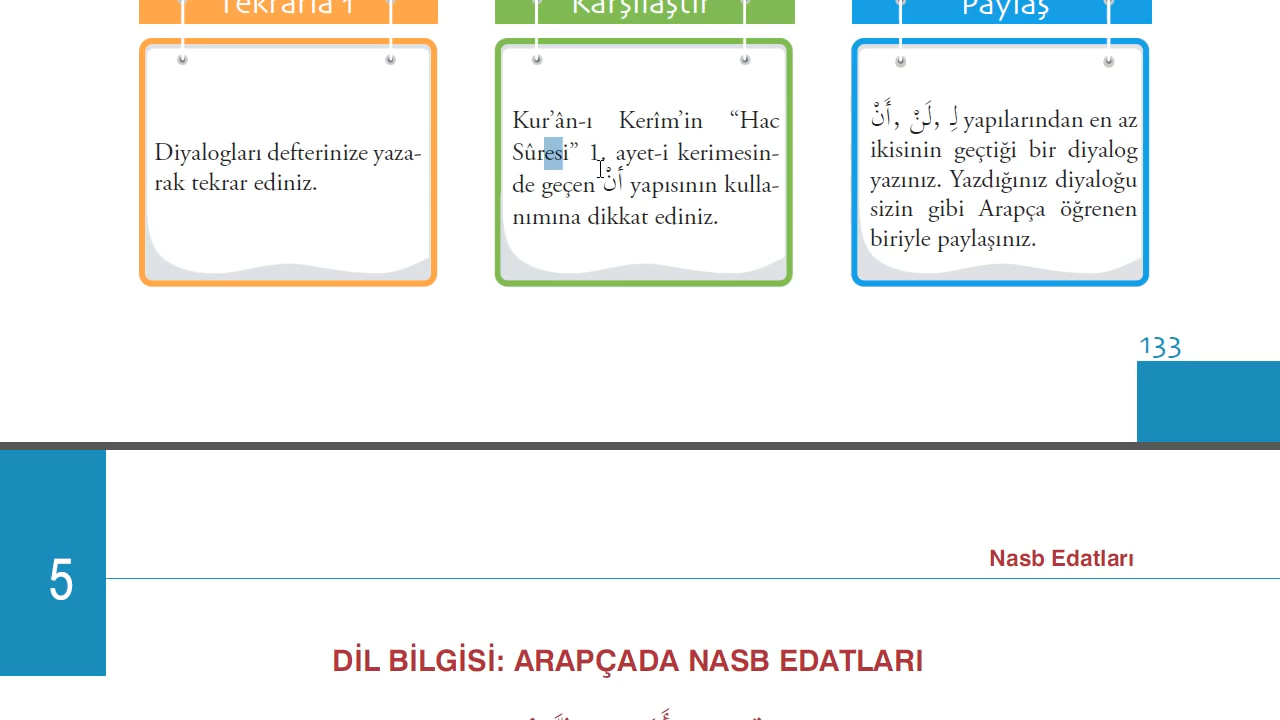 Tekrarla 1
Diyalogları defterinize yaza-
rak tekrar ediniz.
Karşılaştır
Kur’ân-ı Kerîm’in “Hac
Sûresi” 1. ayet-i kerimesin-
de geçen أنْ yapısının kulla-
nımına dikkat ediniz.
Paylaş
لِـ ,لَنْ ,أَنْ yapılarından en az
ikisinin geçtiği bir diyalog
yazınız. Yazdığınız diyaloğu
sizin gibi Arapça öğrenen
biriyle paylaşınız.
133
5
Nasb Edatları
DİL BİLGİSİ: ARAPÇADA NASB EDATLARI